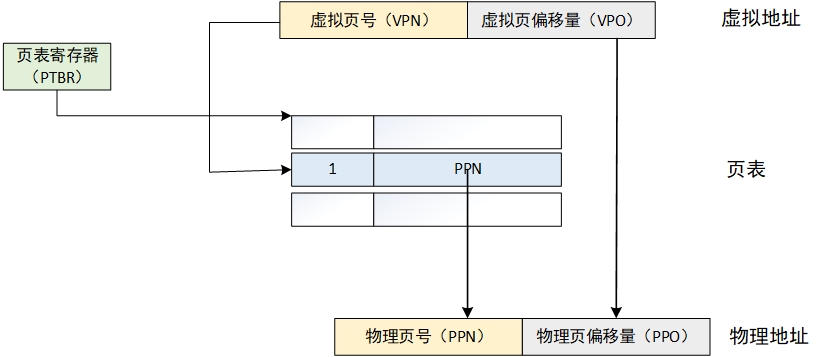 虚拟页号（VPN）
虚拟页偏移量（VPO）
虚拟地址
页表寄存器
（PTBR）
1
PPN
页表
物理页号（PPN）
物理页偏移量（PPO）
物理地址